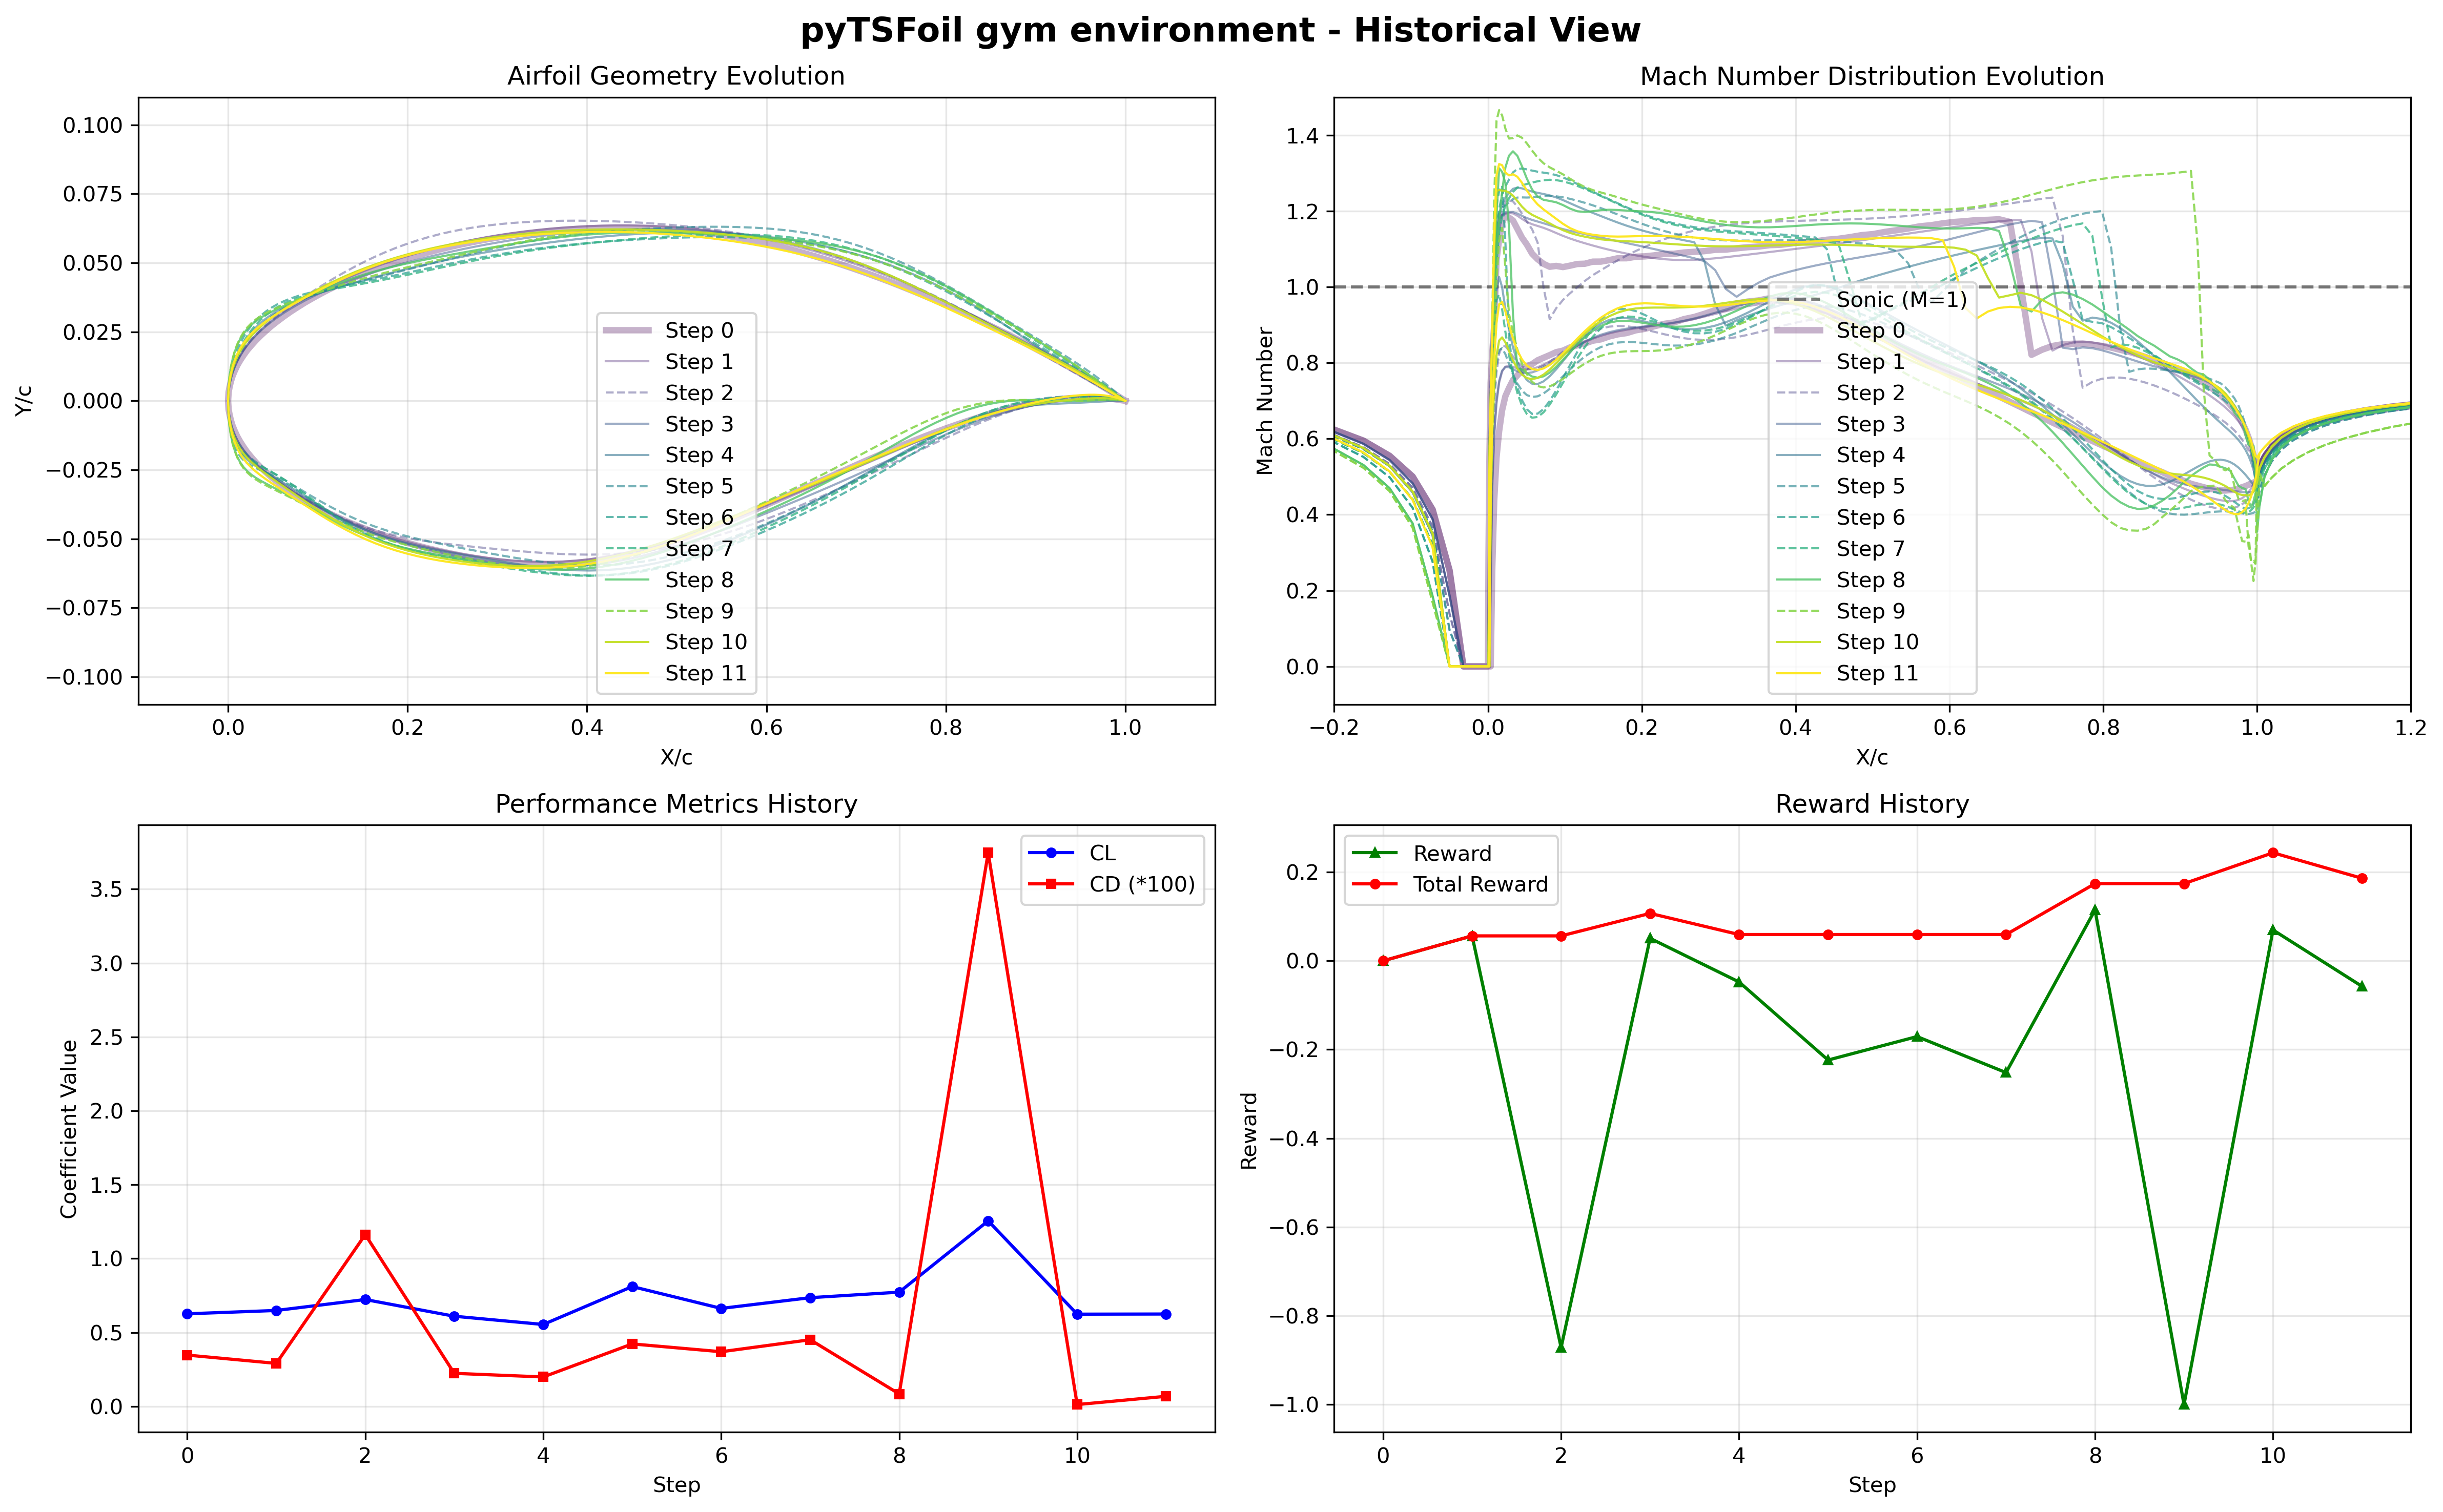 pyTSFoil gym environment - Historical View
Airfoil Geometry Evolution
0.100
0.075
0.050
0.025
0.000
−0.025
−0.050
−0.075
−0.100
Y/c
Step 0
Step 1
Step 2
Step 3
Step 4
Step 5
Step 6
Step 7
Step 8
Step 9
Step 10
Step 11
0.0 0.2 0.4 0.6 0.8 1.0
X/c
Mach Number Distribution Evolution
1.4
1.2
1.0
0.8
0.6
0.4
0.2
0.0
Mach Number
Sonic (M=1)
Step 0
Step 1
Step 2
Step 3
Step 4
Step 5
Step 6
Step 7
Step 8
Step 9
Step 10
Step 11
−0.2 0.0 0.2 0.4 0.6 0.8 1.0 1.2
X/c
Performance Metrics History
CL
CD (*100)
3.5
3.0
2.5
2.0
1.5
1.0
0.5
0.0
Coefficient Value
0 2 4 6 8 10
Step
Reward History
Reward
Total Reward
0.2
0.0
−0.2
−0.4
−0.6
−0.8
−1.0
Reward
0 2 4 6 8 10
Step